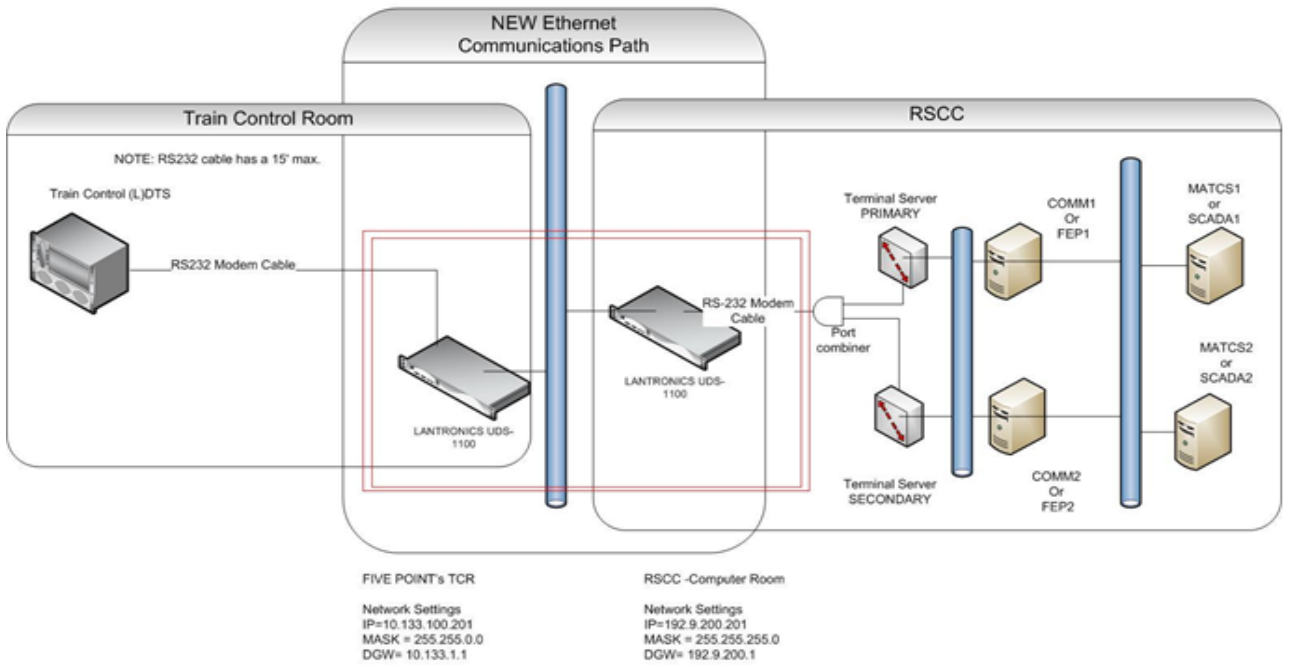 NEW Ethernet
Communications Path
Train Control Room
RSCC
NOTE: RS232 cable has a 15' max.
Train Control (L)DTS
RS232 Modem Cable
LANTRONICS UDS-
1100
RS-232 Modem
Cable
LANTRONICS UDS-
1100
Port
combiner
Terminal Server
PRIMARY
Terminal Server
SECONDARY
COMM1
Or
FEP1
COMM2
Or
FEP2
MATCS1
or
SCADA1
MATCS2
or
SCADA2
FIVE POINT's TCR
Network Settings
IP=10.133.100.201
MASK = 255.255.0.0
DGW= 10.133.1.1
RSCC -Computer Room
Network Settings
IP=192.9.200.201
MASK = 255.255.255.0
DGW= 192.9.200.1